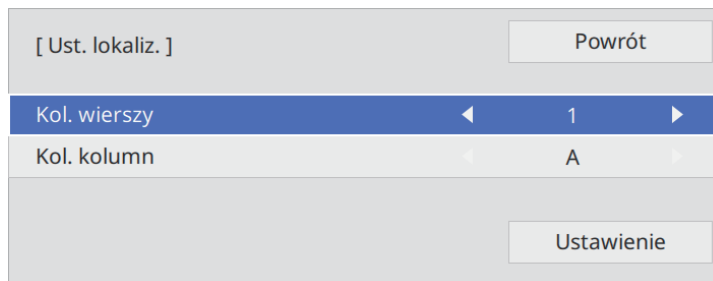 [ Ust. lokaliz. ]
Powrót
Kol. wierszy 1
Kol. kolumn A
Ustawienie